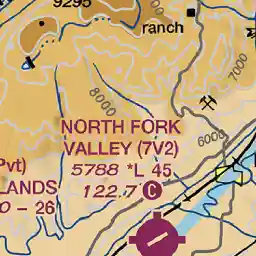 9295
ranch
7000
8000
6000
NORTH FORK
VALLEY (7V2)
5788 *L 45
122.7 C
Pvt)
LANDS
0 - 26